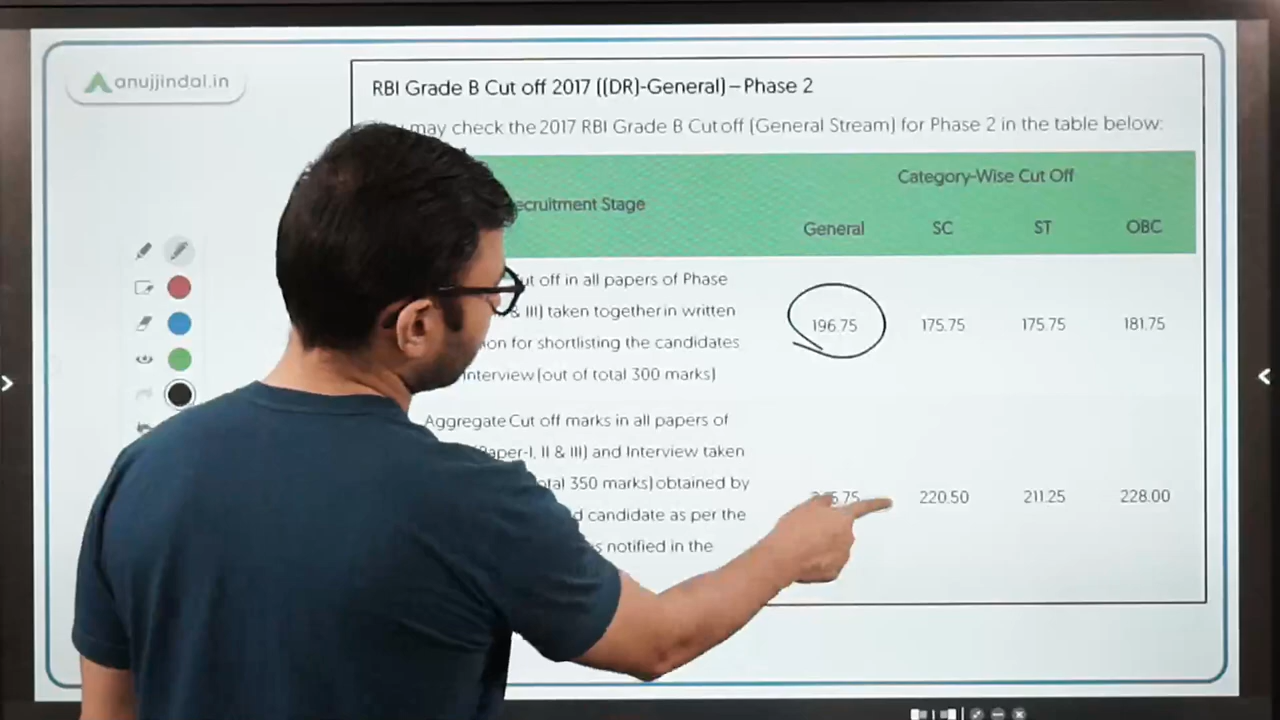 anujjindal.in
RBI Grade B Cut off 2017 ((DR)-General) – Phase 2
may check the 2017 RBI Grade B Cut off (General Stream) for Phase 2 in the table below:
Category-Wise Cut Off
Stage
General SC ST OBC
off in all papers of Phase
& III) taken together in written
196.75 175.75 175.75 181.75
for shortlisting the candidates
Interview (out of total 300 marks)
Aggregate Cut off marks in all papers of
II & III) and Interview taken
350 marks) obtained by
220.50 211.25 228.00
candidate as per the
notified in the